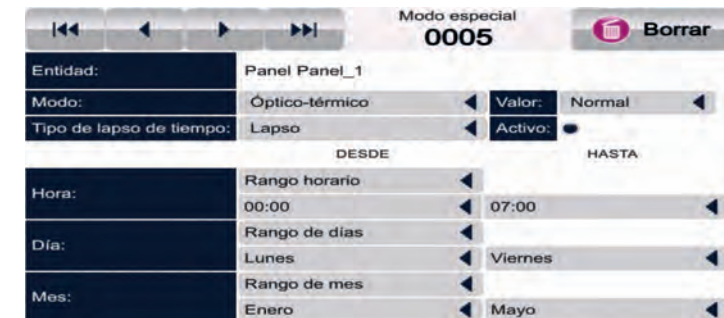 Modo especial
0005
Borrar
Entidad: Panel Panel_1
Modo: Óptico-térmico Valor: Normal
Tipo de lapso de tiempo: Lapso Activo:
DESDE HASTA
Hora:
Rango horario
00:00 07:00
Día:
Rango de días
Lunes Viernes
Mes:
Rango de mes
Enero Mayo